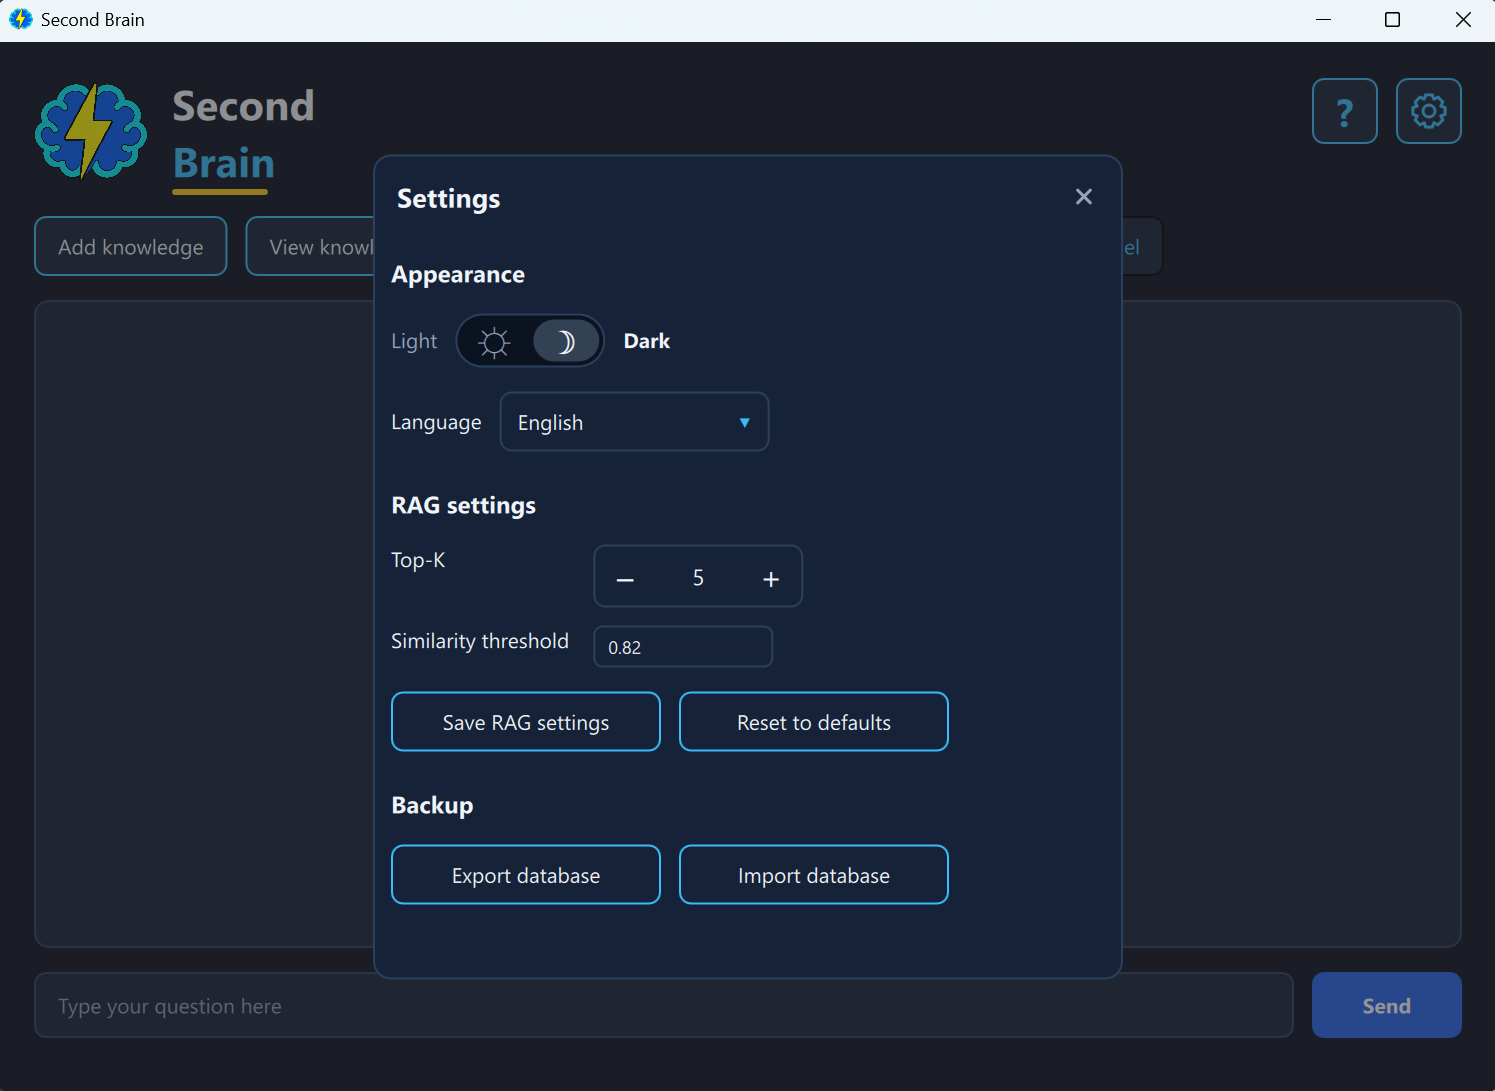 Second Brain
Second
Brain
?
Add knowledge
View knowl
el
Settings
Appearance
Light
Dark
Language
English
RAG settings
Top-K
– 5 +
Similarity threshold
0.82
Save RAG settings
Reset to defaults
Backup
Export database
Import database
Type your question here
Send